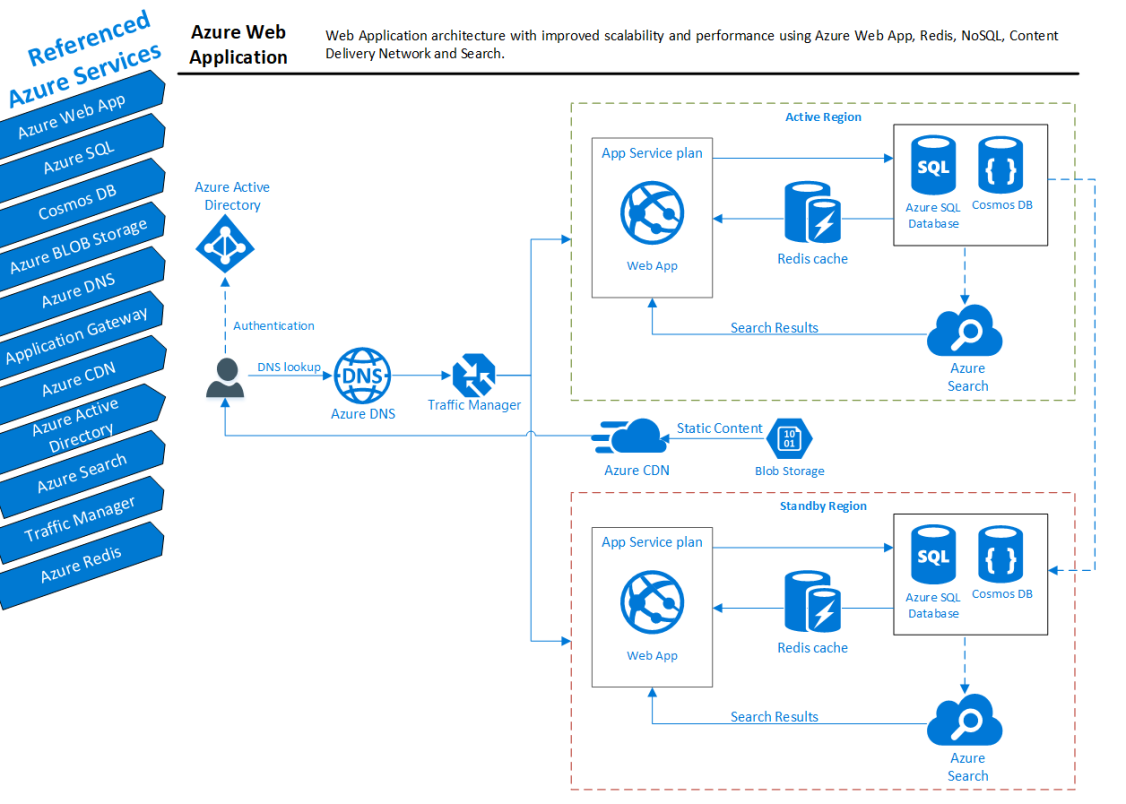 Referenced
Azure Services
Azure Web App
Azure SQL
Cosmos DB
Azure BLOB Storage
Azure DNS
Application Gateway
Azure CDN
Azure Active
Directory
Azure Search
Traffic Manager
Azure Redis
Azure Web
Application
Web Application architecture with improved scalability and performance using Azure Web App, Redis, NoSQL, Content
Delivery Network and Search.
Azure Active
Directory
Authentication
DNS lookup
DNS
Azure DNS
Traffic Manager
Active Region
App Service plan
Web App
Redis cache
SQL
{ }
Azure SQL
Database
Cosmos DB
Search Results
Azure
Search
Static Content
10
01
Azure CDN
Blob Storage
Standby Region
App Service plan
Web App
Redis cache
SQL
{ }
Azure SQL
Database
Cosmos DB
Search Results
Azure
Search